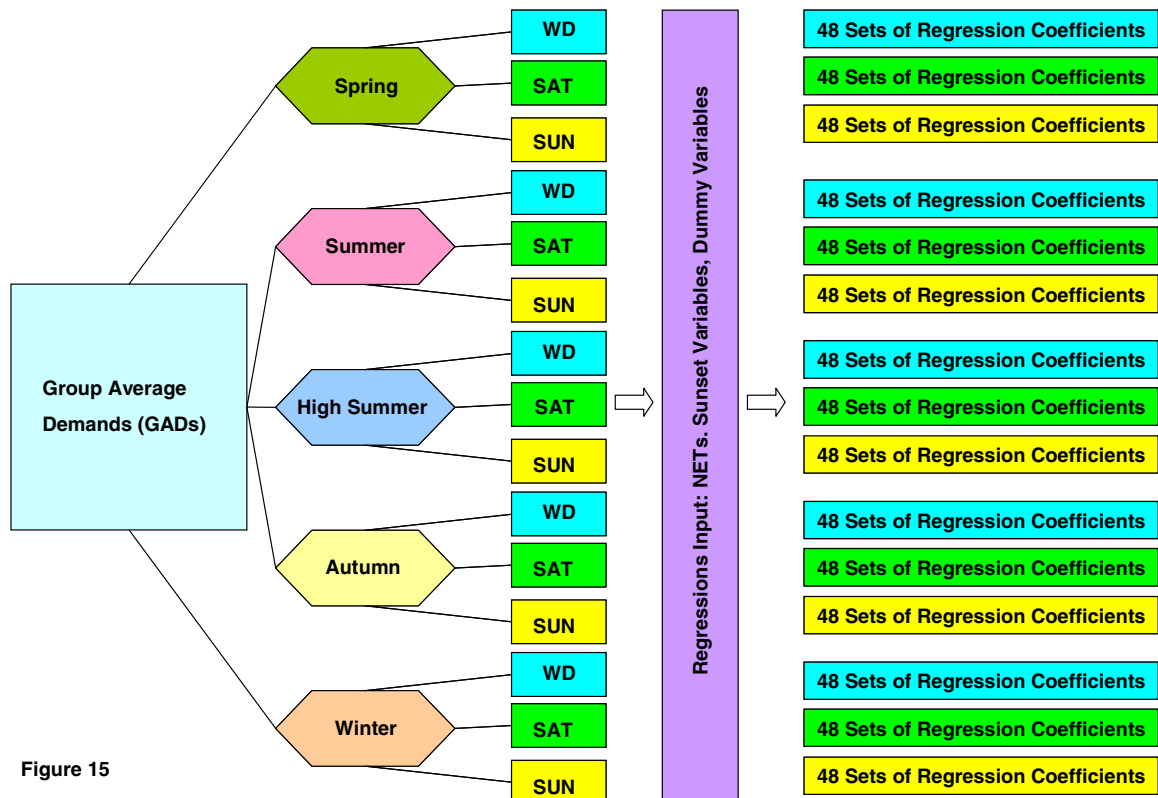 WD
48 Sets of Regression Coefficients
Spring
SAT
48 Sets of Regression Coefficients
SUN
48 Sets of Regression Coefficients
WD
48 Sets of Regression Coefficients
Summer
SAT
48 Sets of Regression Coefficients
SUN
48 Sets of Regression Coefficients
Group Average
Demands (GADs)
WD
48 Sets of Regression Coefficients
High Summer
SAT
48 Sets of Regression Coefficients
SUN
48 Sets of Regression Coefficients
Regressions Input: NETs. Sunset Variables, Dummy Variables
WD
48 Sets of Regression Coefficients
Autumn
SAT
48 Sets of Regression Coefficients
SUN
48 Sets of Regression Coefficients
WD
48 Sets of Regression Coefficients
Winter
SAT
48 Sets of Regression Coefficients
SUN
48 Sets of Regression Coefficients
Figure 15